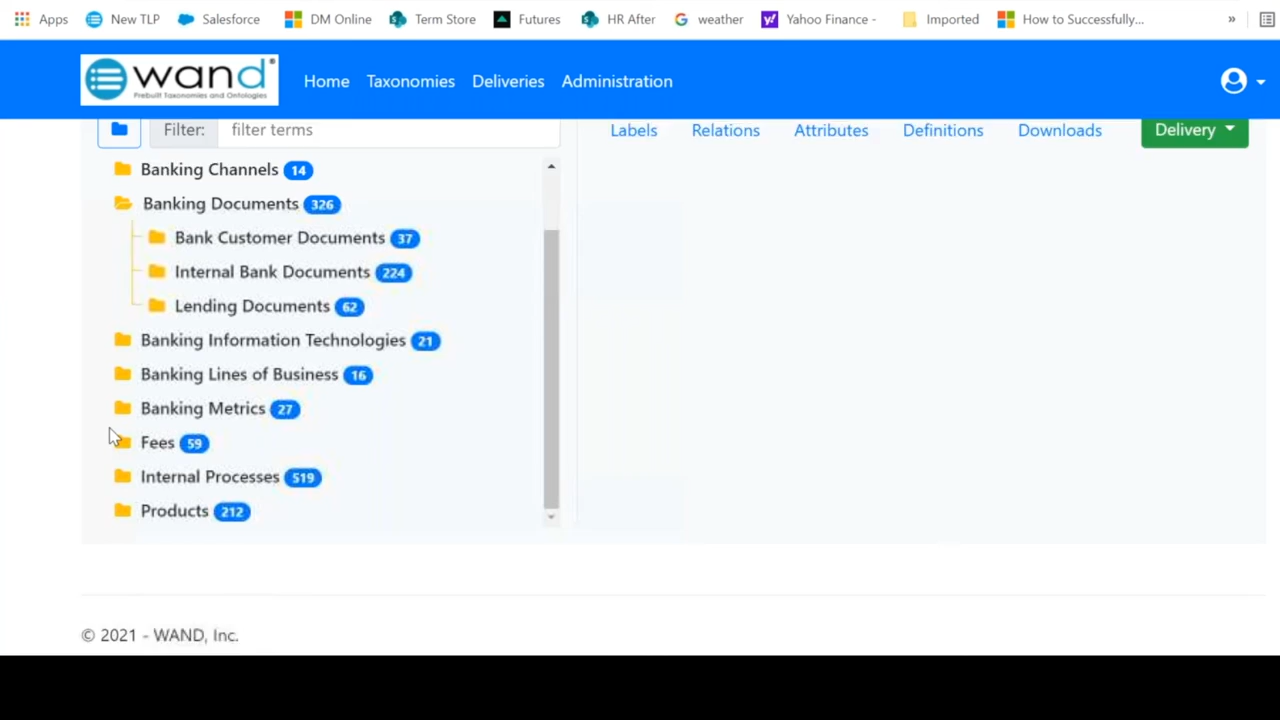 Apps New TLP Salesforce DM Online Term Store Futures HR After weather Yahoo Finance - Imported How to Successfully... »
wand® Home Taxonomies Deliveries Administration
Prebuilt Taxonomies and Ontologies
Filter: filter terms Labels Relations Attributes Definitions Downloads Delivery
Banking Channels 14
Banking Documents 326
Bank Customer Documents 37
Internal Bank Documents 224
Lending Documents 62
Banking Information Technologies 21
Banking Lines of Business 16
Banking Metrics 27
Fees 59
Internal Processes 519
Products 212
© 2021 - WAND, Inc.